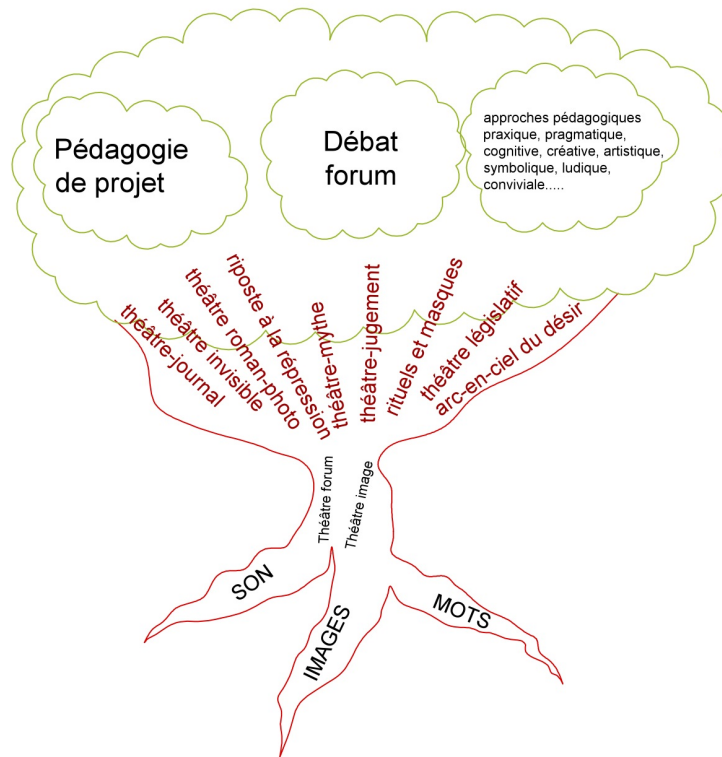 Pédagogie
de projet
Débat
forum
approches pédagogiques
praxique, pragmatique,
cognitive, créative, artistique,
symbolique, ludique,
conviviale.....
théâtre-journal
théâtre invisible
théâtre roman-photo
riposte à la répression
théâtre-mythe
théâtre-jugement
rituels et masques
théâtre législatif
arc-en-ciel du désir
Théâtre forum
Théâtre image
SON
IMAGES
MOTS